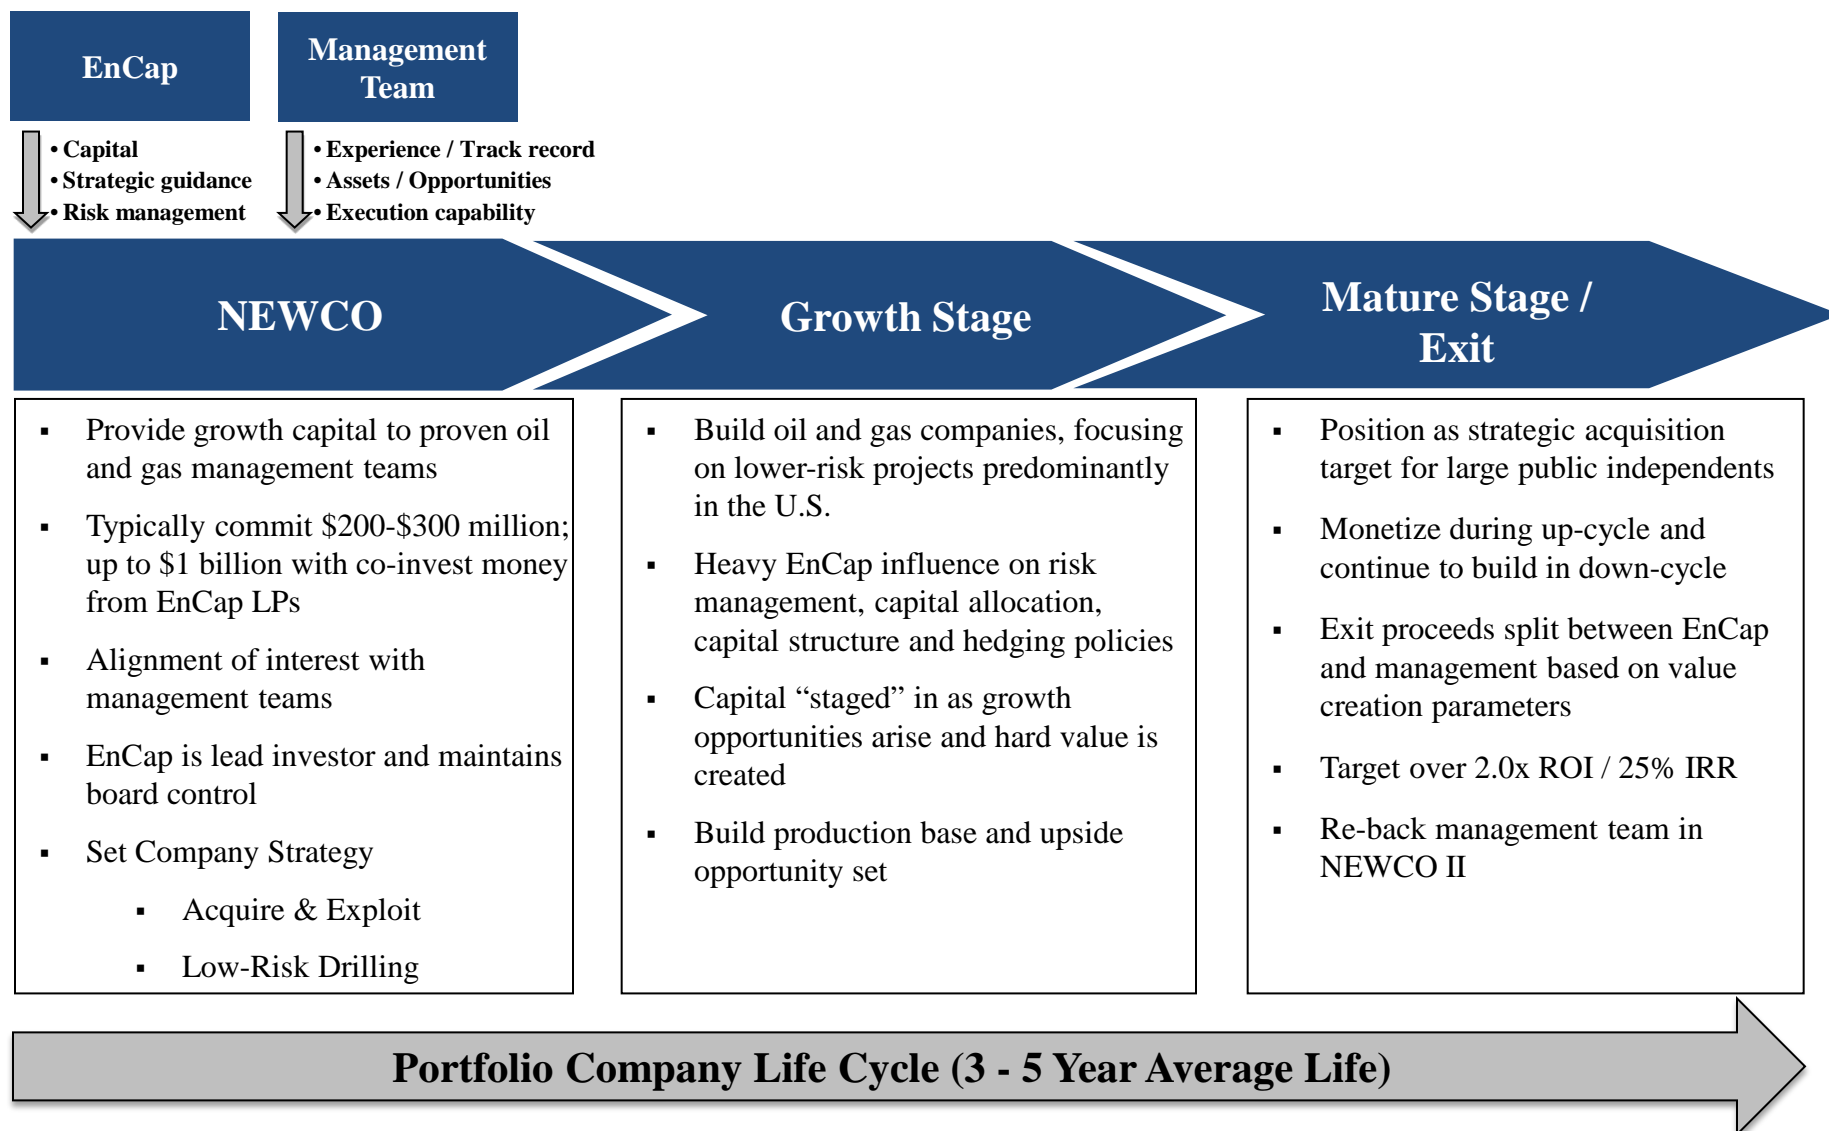 EnCap
Management
Team
• Capital
• Strategic guidance
• Risk management
• Experience / Track record
• Assets / Opportunities
• Execution capability
NEWCO
Growth Stage
Mature Stage /
Exit
▪ Provide growth capital to proven oil
and gas management teams
▪ Typically commit $200-$300 million;
up to $1 billion with co-invest money
from EnCap LPs
▪ Alignment of interest with
management teams
▪ EnCap is lead investor and maintains
board control
▪ Set Company Strategy
▪ Acquire & Exploit
▪ Low-Risk Drilling
▪ Build oil and gas companies, focusing
on lower-risk projects predominantly
in the U.S.
▪ Heavy EnCap influence on risk
management, capital allocation,
capital structure and hedging policies
▪ Capital “staged” in as growth
opportunities arise and hard value is
created
▪ Build production base and upside
opportunity set
▪ Position as strategic acquisition
target for large public independents
▪ Monetize during up-cycle and
continue to build in down-cycle
▪ Exit proceeds split between EnCap
and management based on value
creation parameters
▪ Target over 2.0x ROI / 25% IRR
▪ Re-back management team in
NEWCO II
Portfolio Company Life Cycle (3 - 5 Year Average Life)